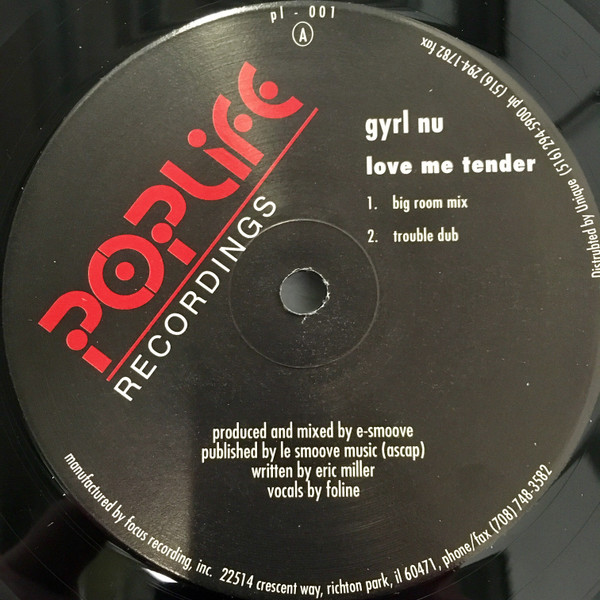 pl - 001
A
POPLIFE
RECORDINGS
gyrl nu
love me tender
1. big room mix
2. trouble dub
produced and mixed by e-smoove
published by le smoove music (ascap)
written by eric miller
vocals by foline
manufactured by focus recording, inc. 22514 crescent way, richton park, il 60471, phone/fax (708) 748-3582
Distributed by Unique (516) 294-5900 ph (516) 294-1782 fax